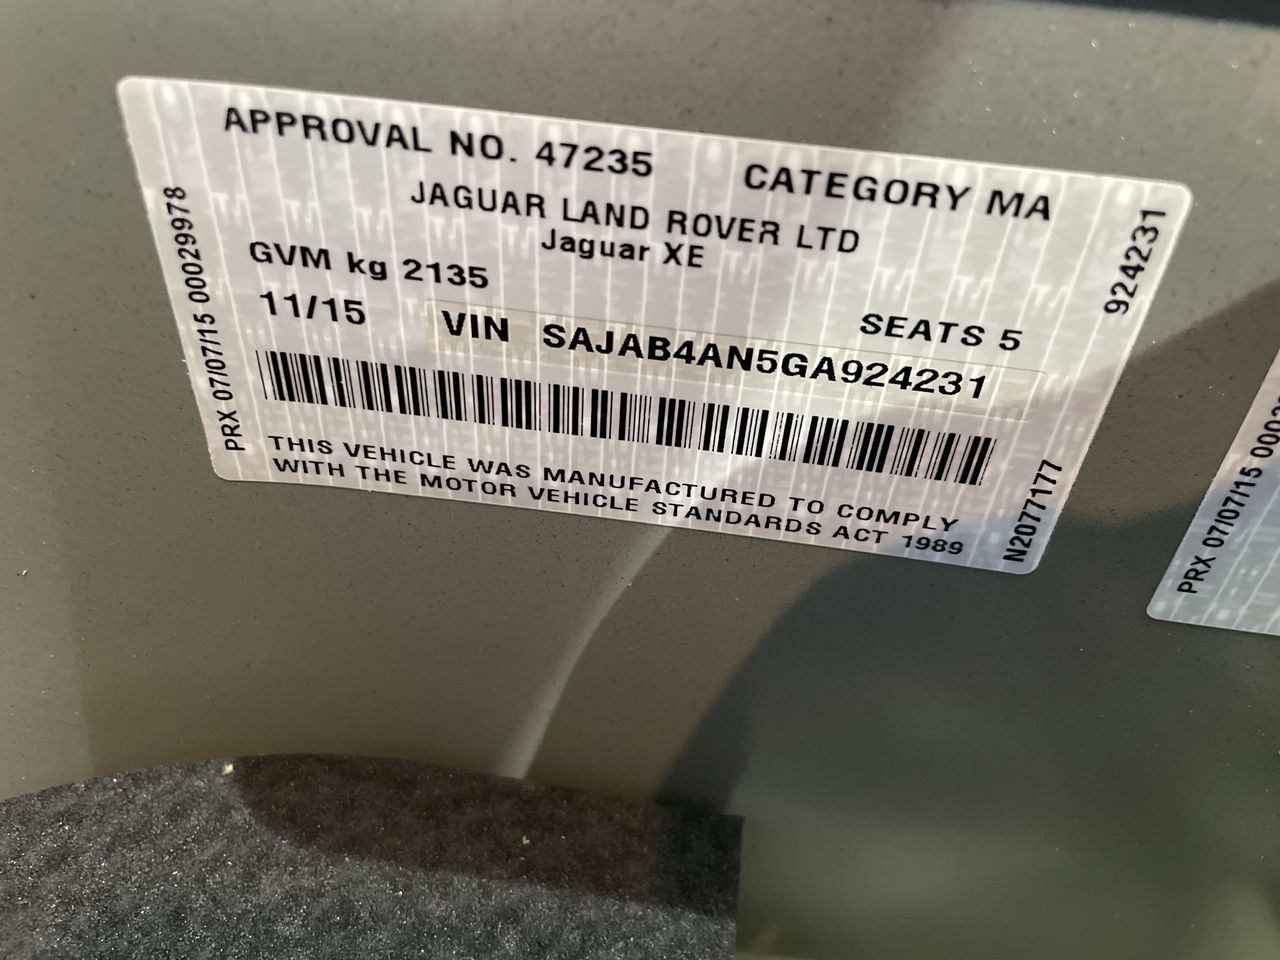 APPROVAL NO. 47235 CATEGORY MA
JAGUAR LAND ROVER LTD
Jaguar XE
GVM kg 2135
11/15 SEATS 5
VIN SAJAB4AN5GA924231
THIS VEHICLE WAS MANUFACTURED TO COMPLY
WITH THE MOTOR VEHICLE STANDARDS ACT 1989
PRX 07/07/15 00029978
924231
N2077177
PRX 07/07/15